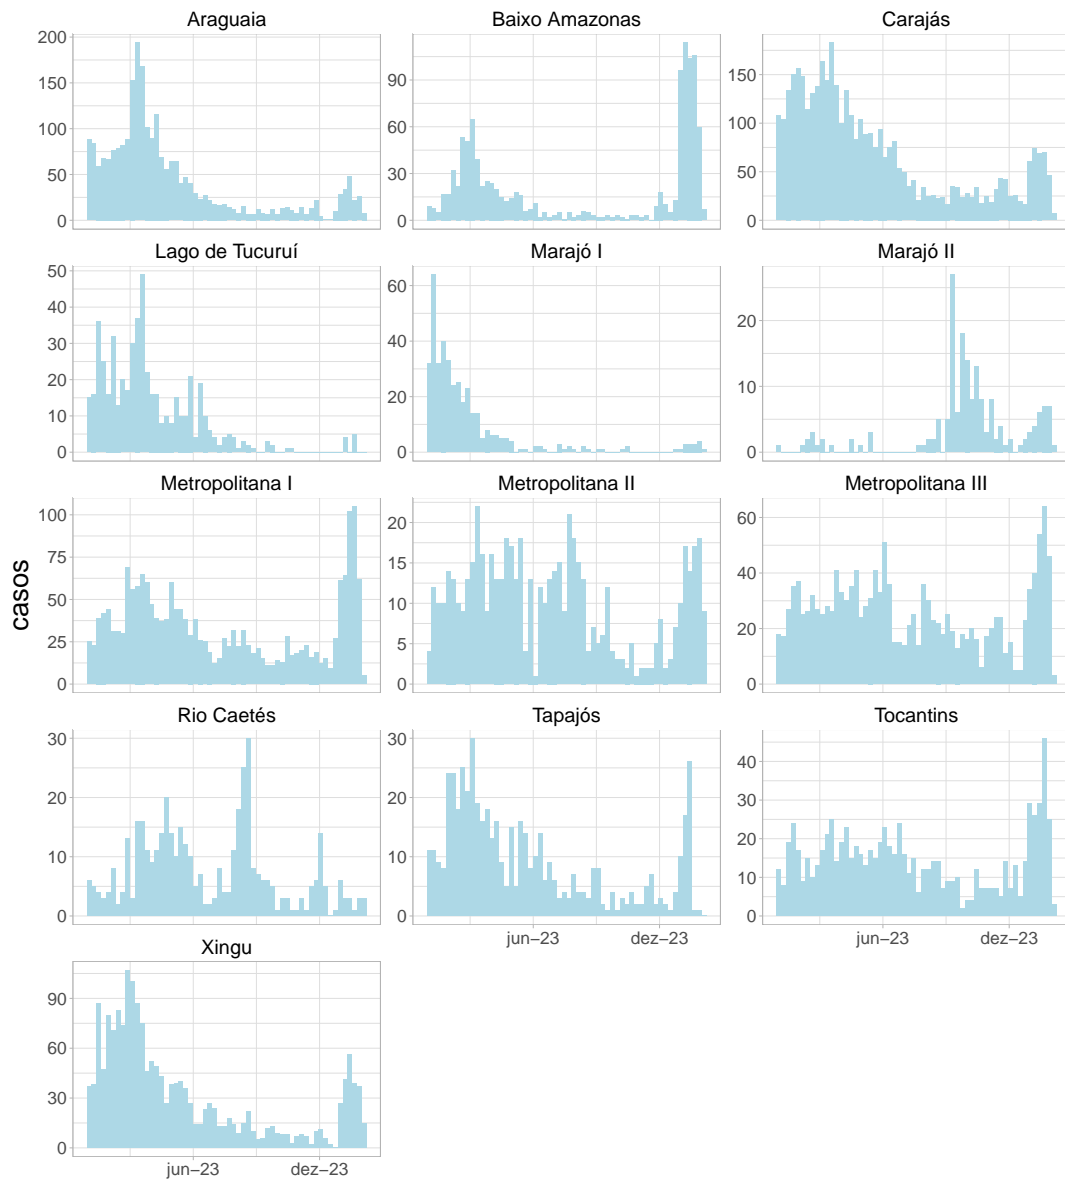 Araguaia
Baixo Amazonas
Carajás
200
150
100
50
0
90
60
30
0
150
100
50
0
Lago de Tucuruí
Marajó I
Marajó II
50
40
30
20
10
0
60
40
20
0
20
10
0
Metropolitana I
Metropolitana II
Metropolitana III
100
75
50
25
0
20
15
10
5
0
60
40
20
0
Rio Caetés
Tapajós
Tocantins
30
20
10
0
30
20
10
0
40
30
20
10
0
jun–23
dez–23
jun–23
dez–23
Xingu
90
60
30
0
jun–23
dez–23
casos